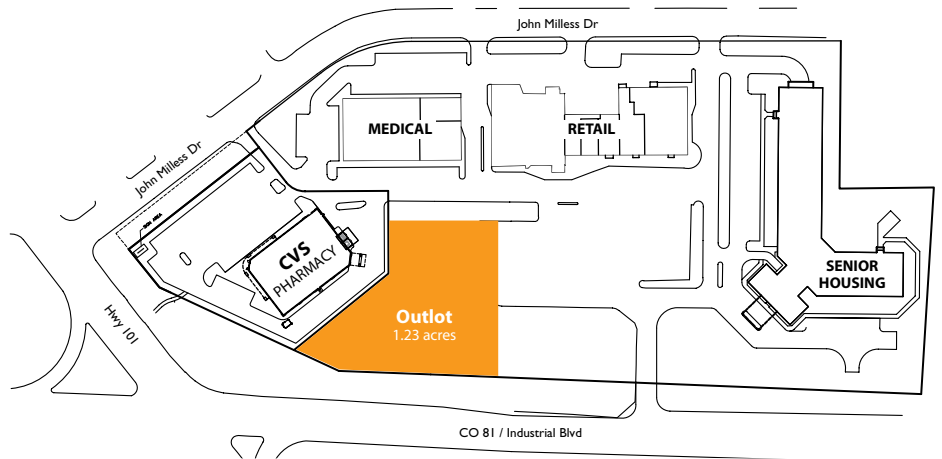 John Milless Dr
MEDICAL
RETAIL
John Milless Dr
CVS
PHARMACY
SENIOR
HOUSING
Outlot
1.23 acres
Hwy 101
CO 81 / Industrial Blvd